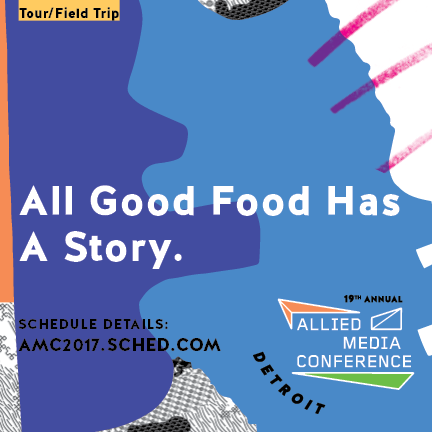 Tour/Field Trip
All Good Food Has
A Story.
SCHEDULE DETAILS:
AMC2017.SCHED.COM
19TH ANNUAL
ALLIED
MEDIA
CONFERENCE
DETROIT